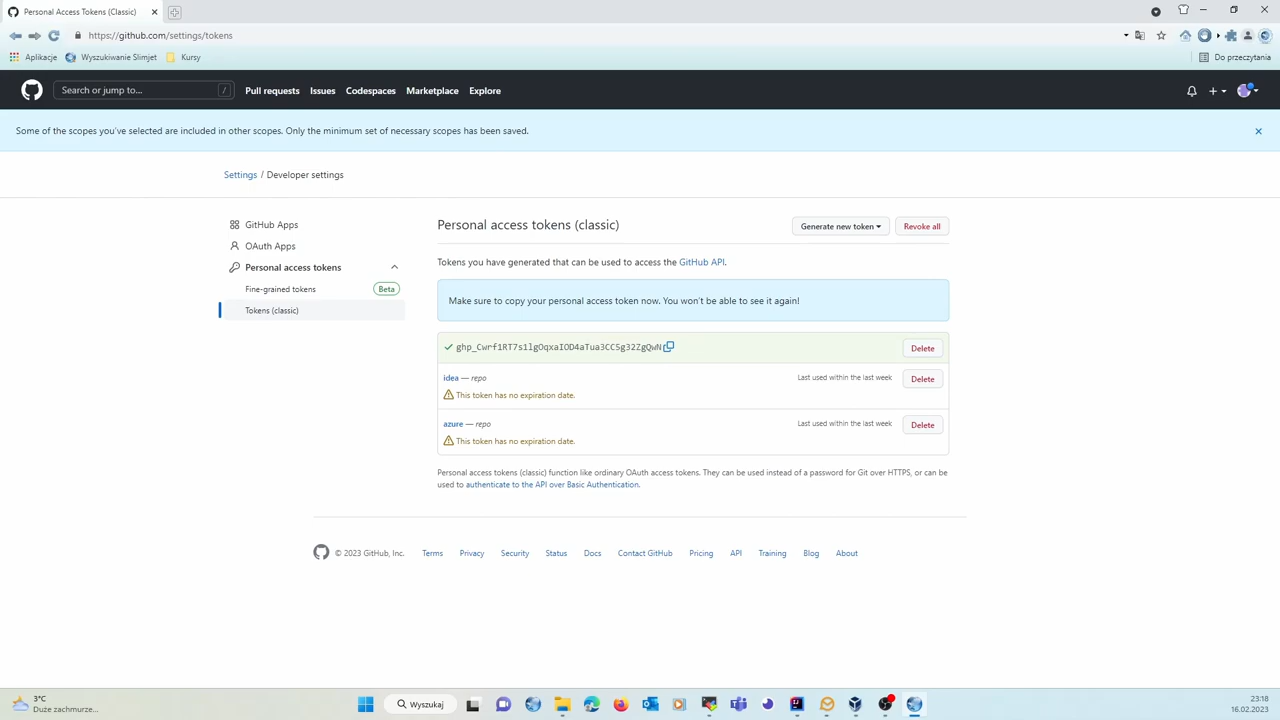 Personal Access Tokens (Classic)
https://github.com/settings/tokens
Aplikacje
Wyszukiwanie Slimjet
Kursy
Do przeczytania
Search or jump to...
/
Pull requests
Issues
Codespaces
Marketplace
Explore
Some of the scopes you've selected are included in other scopes. Only the minimum set of necessary scopes has been saved.
Settings / Developer settings
GitHub Apps
OAuth Apps
Personal access tokens
Fine-grained tokens
Beta
Tokens (classic)
Personal access tokens (classic)
Generate new token
Revoke all
Tokens you have generated that can be used to access the GitHub API.
Make sure to copy your personal access token now. You won't be able to see it again!
Delete
idea — repo
Last used within the last week
Delete
This token has no expiration date.
azure — repo
Last used within the last week
Delete
This token has no expiration date.
Personal access tokens (classic) function like ordinary OAuth access tokens. They can be used instead of a password for Git over HTTPS, or can be
used to authenticate to the API over Basic Authentication.
© 2023 GitHub, Inc.
Terms
Privacy
Security
Status
Docs
Contact GitHub
Pricing
API
Training
Blog
About
3°C
Duże zachmurze...
Wyszukaj
23:18
16.02.2023